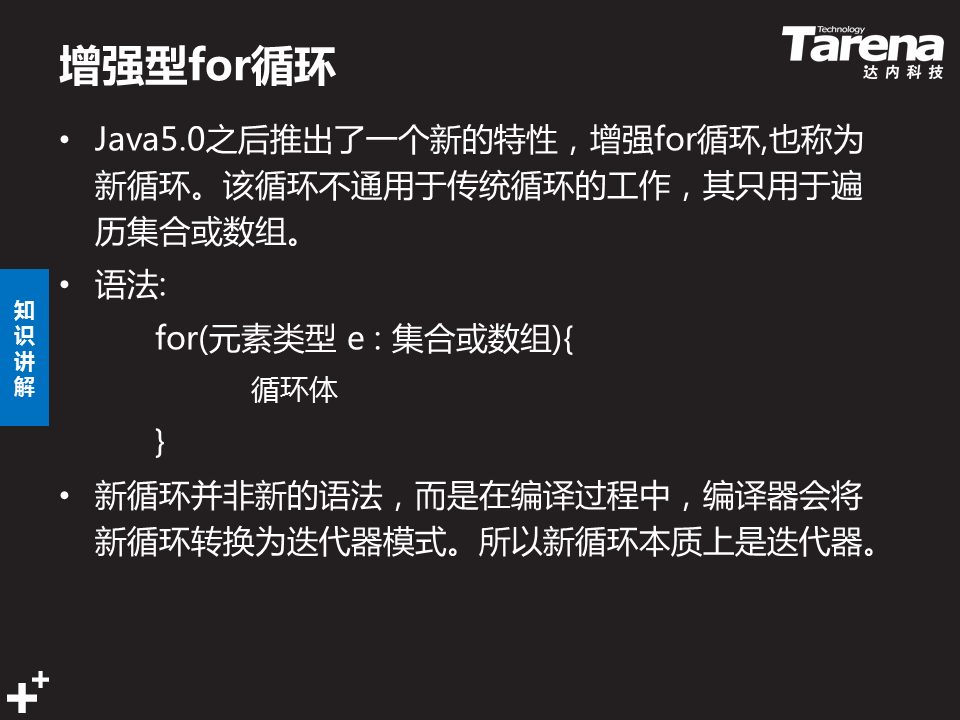 增强型for循环
Technology
Tarena
达内科技
• Java5.0之后推出了一个新的特性，增强for循环,也称为
新循环。该循环不通用于传统循环的工作，其只用于遍
历集合或数组。
• 语法:
for(元素类型 e : 集合或数组){
循环体
}
• 新循环并非新的语法，而是在编译过程中，编译器会将
新循环转换为迭代器模式。所以新循环本质上是迭代器。
知
识
讲
解